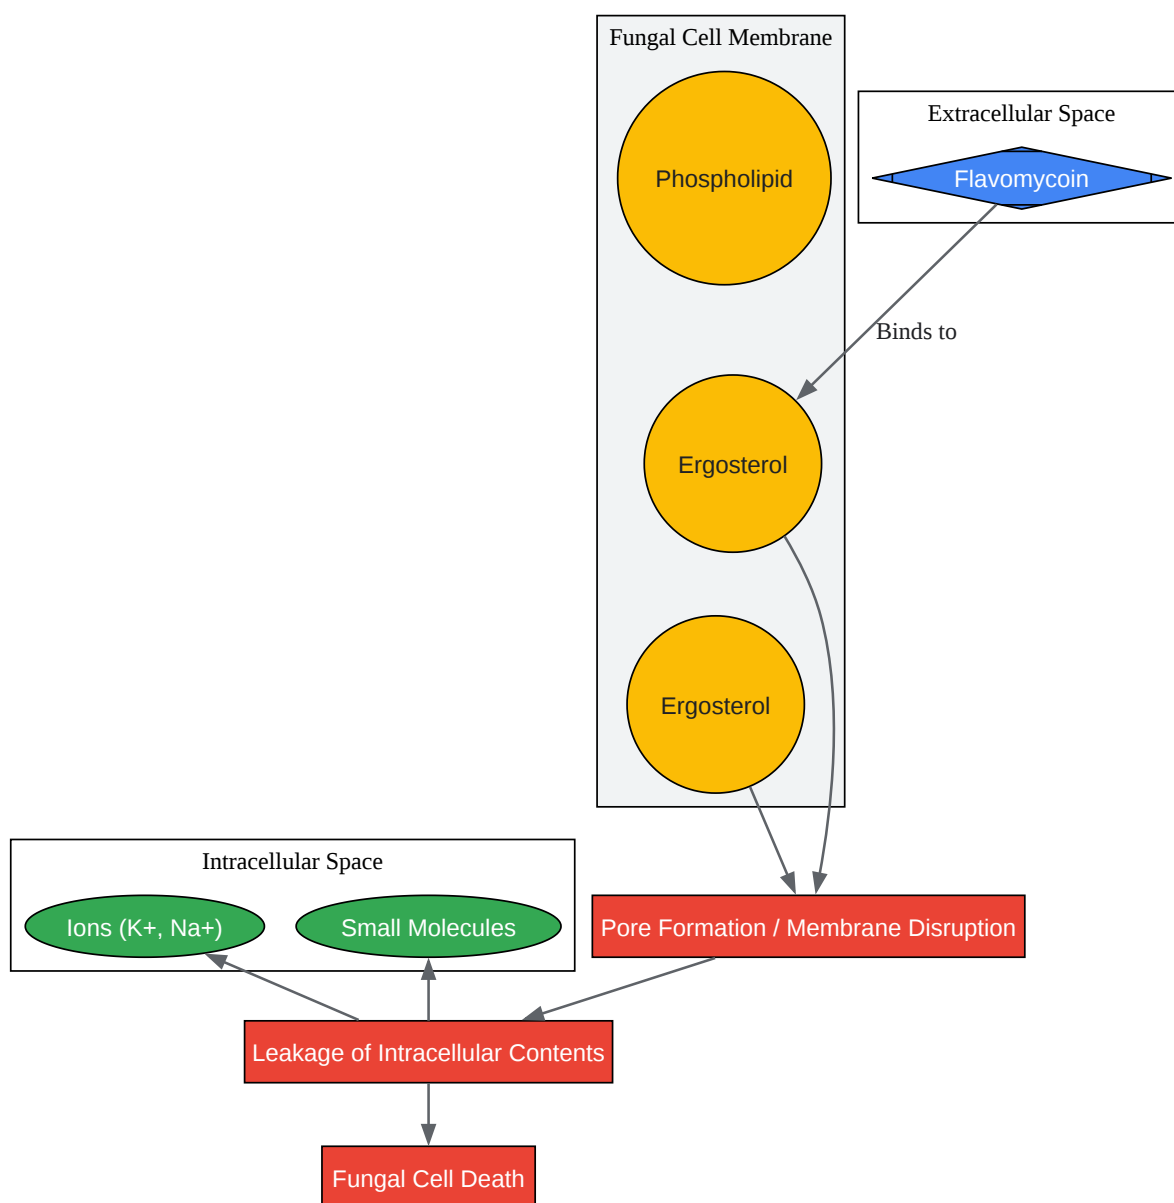 Fungal Cell Membrane
Phospholipid
Extracellular Space
Flavomycoin
Binds to
Ergosterol
Ergosterol
Intracellular Space
Ions (K+, Na+)
Small Molecules
Pore Formation / Membrane Disruption
Leakage of Intracellular Contents
Fungal Cell Death